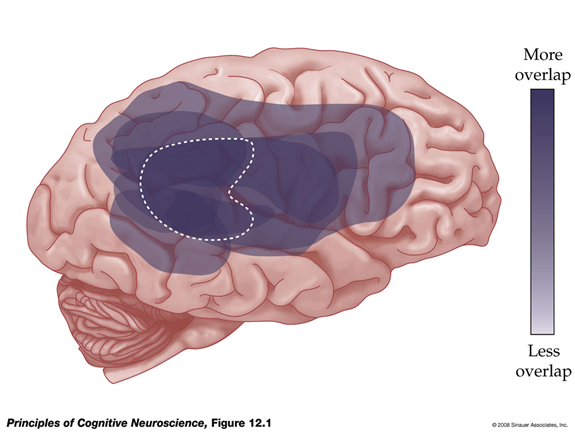 More
overlap
Less
overlap
Principles of Cognitive Neuroscience, Figure 12.1
© 2008 Sinauer Associates, Inc.